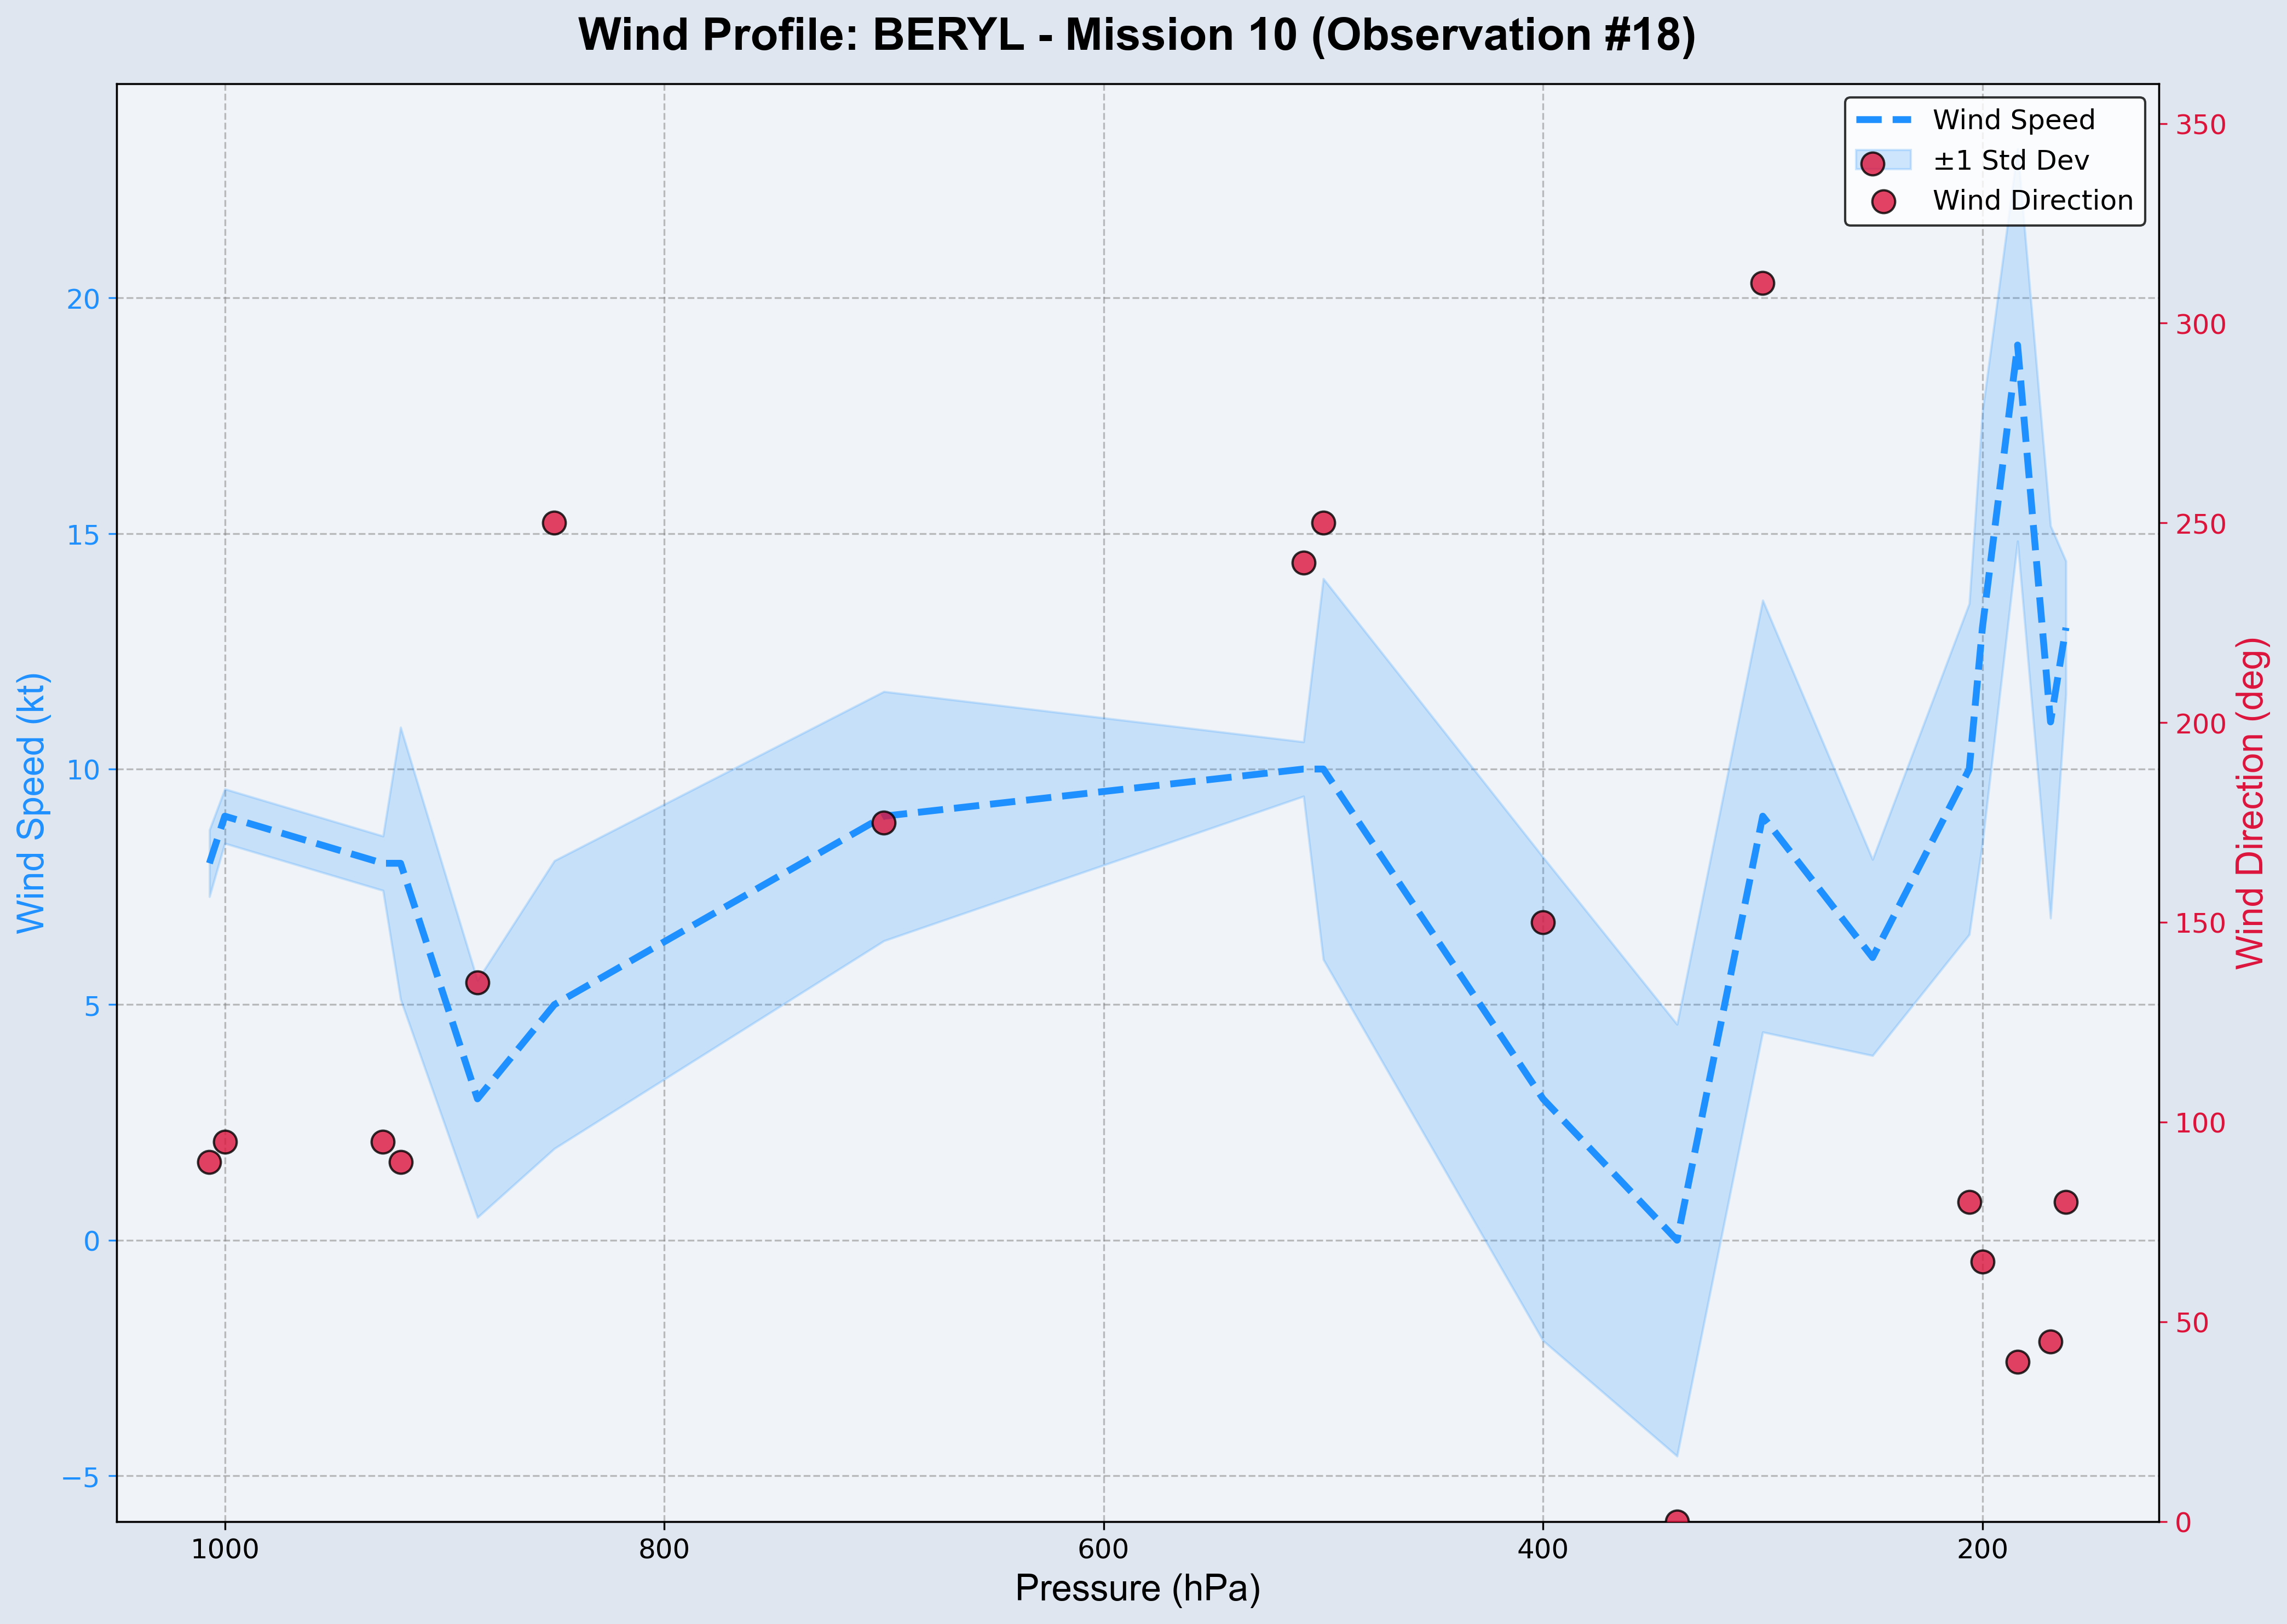 Wind Profile: BERYL - Mission 10 (Observation #18)
Wind Speed
±1 Std Dev
Wind Direction
Wind Speed (kt)
20
15
10
5
0
−5
350
300
250
200
150
100
50
0
Wind Direction (deg)
1000 800 600 400 200
Pressure (hPa)